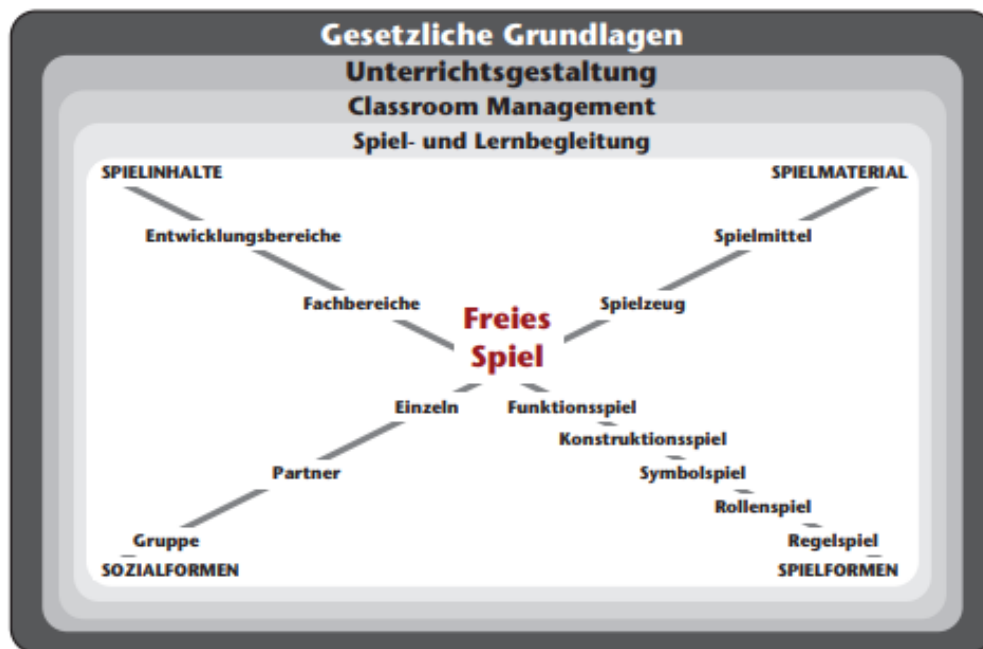 Gesetzliche Grundlagen
Unterrichtsgestaltung
Classroom Management
Spiel- und Lernbegleitung
SPIELINHALTE
SPIELMATERIAL
Entwicklungsbereiche
Spielmittel
Fachbereiche
Spielzeug
Freies
Spiel
Einzeln
Funktionsspiel
Konstruktionsspiel
Partner
Symbolspiel
Rollenspiel
Gruppe
Regelspiel
SOZIALFORMEN
SPIELFORMEN